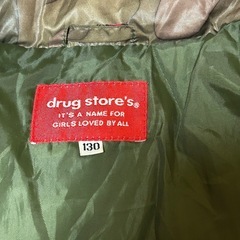 drug store's®
IT'S A NAME FOR
GIRLS LOVED BY ALL
130